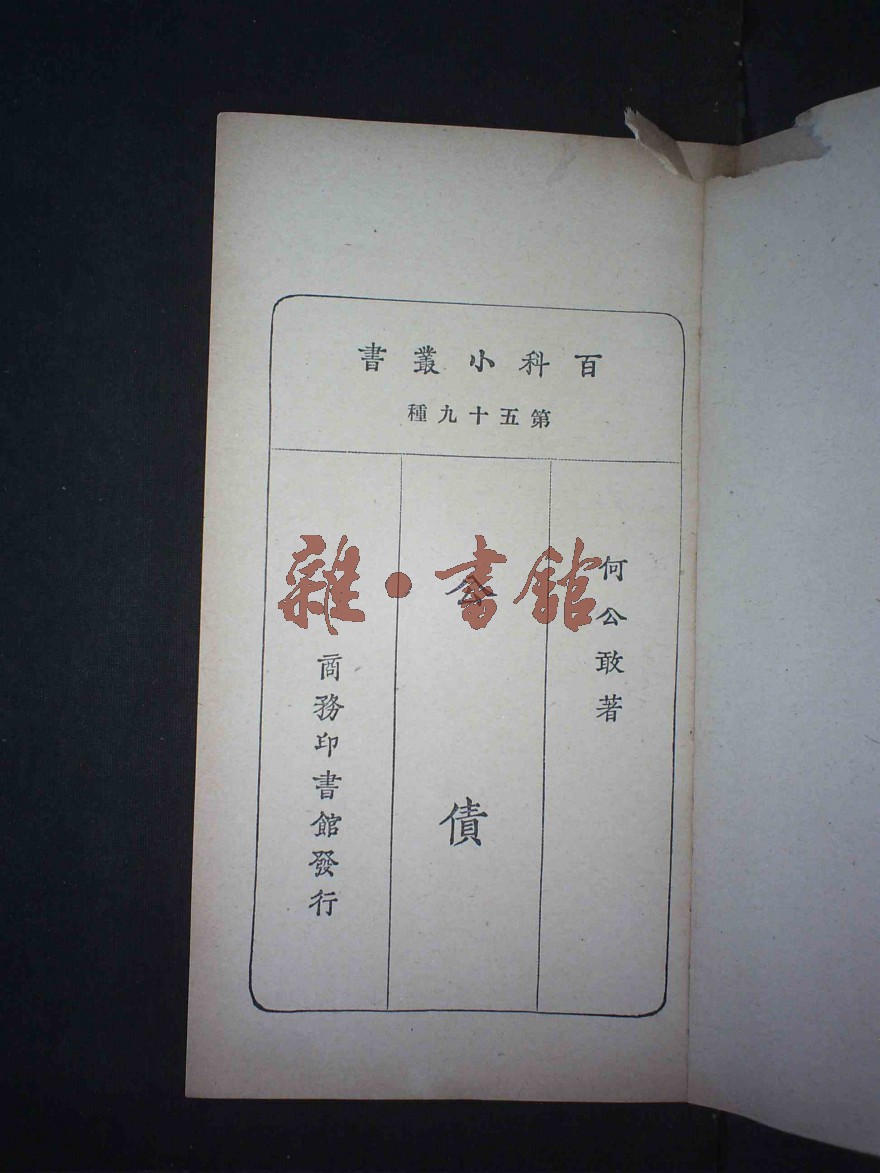 百科小叢書
第五十九種
何公敢著
公債
商務印書館發行
雜·書館